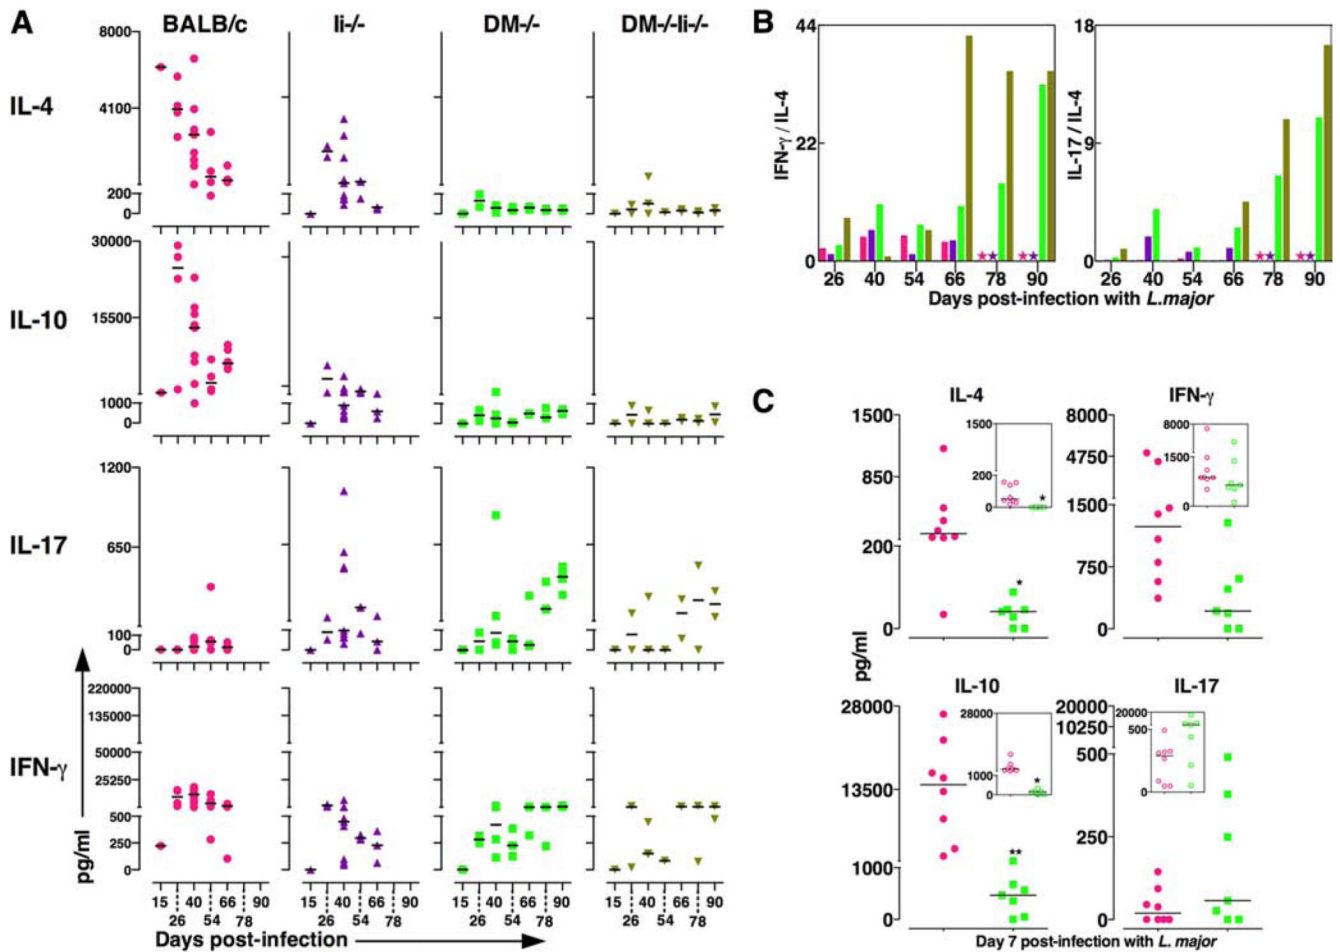 A
BALB/c
Ii-/-
DM-/-
DM-/-Ii-/-
IL-4
8000
4100
200
0
IL-10
30000
15500
1000
0
IL-17
1200
650
100
0
IFN-γ
220000
135000
50000
25250
500
250
0
pg/ml
15 40 66 90
26 54 78
15 40 66 90
26 54 78
15 40 66 90
26 54 78
15 40 66 90
26 54 78
Days post-infection
B
IFN-γ / IL-4
44
22
0
26 40 54 66 78 90
IL-17 / IL-4
18
9
0
26 40 54 66 78 90
Days post-infection with L.major
C
IL-4
1500
850
200
0
1500
200
0
IFN-γ
8000
4750
1500
750
0
8000
1500
0
pg/ml
IL-10
28000
13500
1000
0
28000
1000
0
IL-17
20000
10250
500
250
0
20000
500
0
Day 7 post-infection with L. major